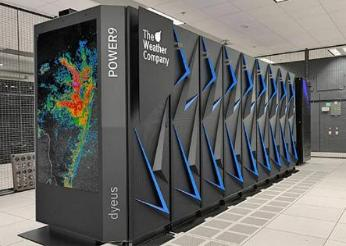 The
Weather
Company
POWER9
dyeus